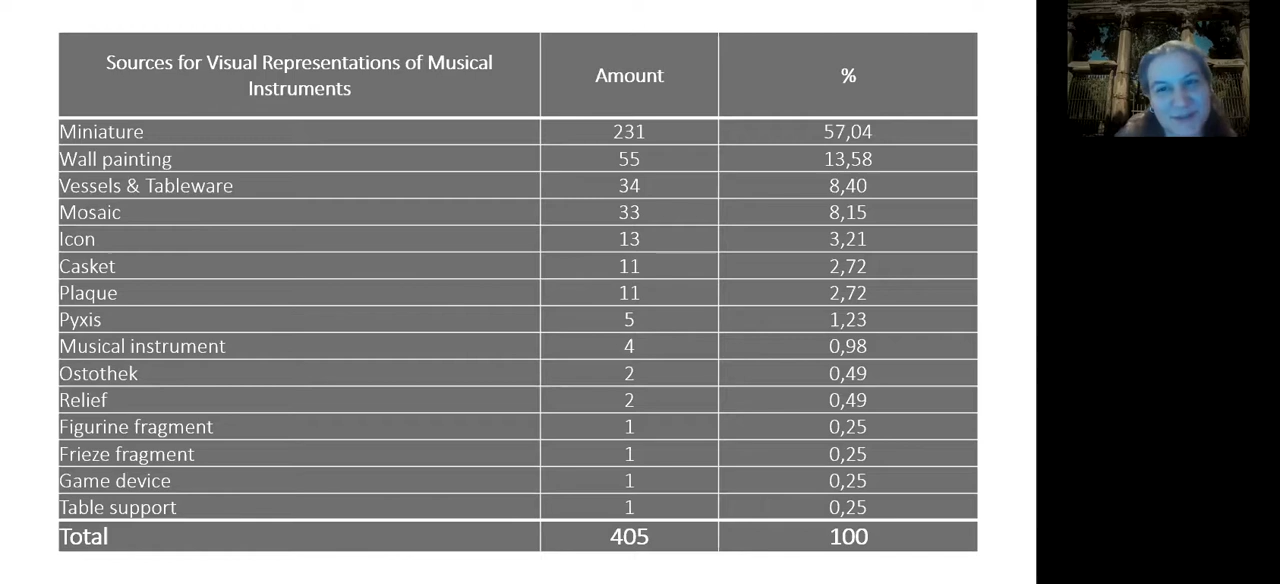 Sources for Visual Representations of Musical
Instruments
Amount
%
Miniature 231 57,04
Wall painting 55 13,58
Vessels & Tableware 34 8,40
Mosaic 33 8,15
Icon 13 3,21
Casket 11 2,72
Plaque 11 2,72
Pyxis 5 1,23
Musical instrument 4 0,98
Ostothek 2 0,49
Relief 2 0,49
Figurine fragment 1 0,25
Frieze fragment 1 0,25
Game device 1 0,25
Table support 1 0,25
Total 405 100